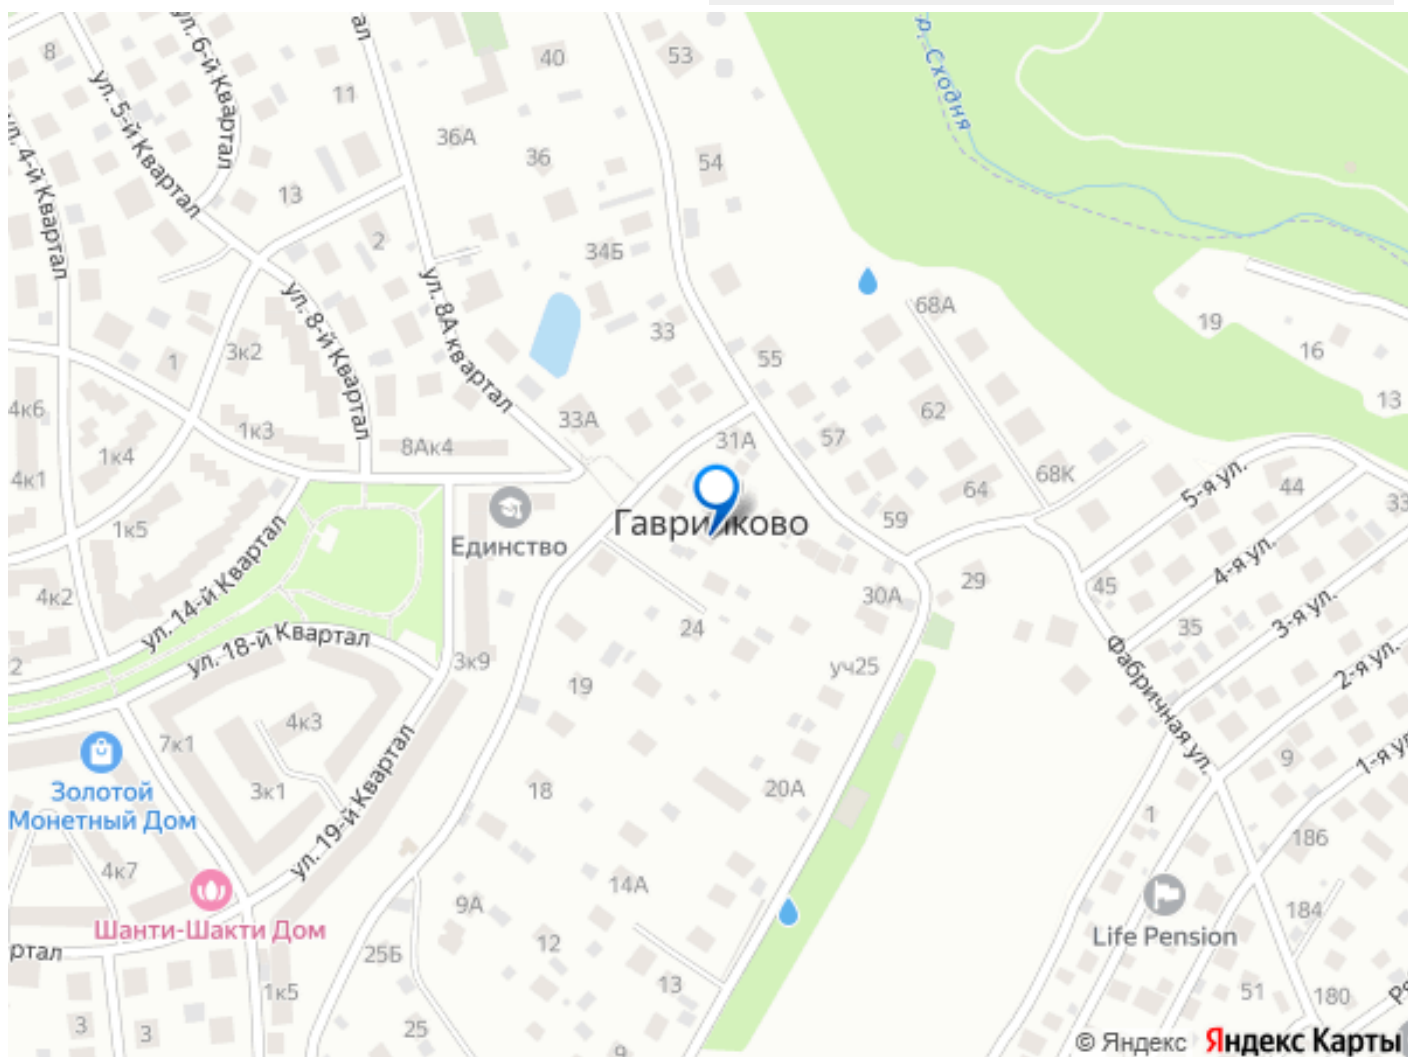 8
ул. 6-й Квартал
ал
40
53
р. Сходня
ул. 5-й Квартал
11
36А
36
54
ул. 4-й Квартал
13
2
34Б
ул. 8-й Квартал
ул. 8А квартал
68А
19
33
16
3к2
1
55
13
4к6
62
33А
57
1к3
31А
8Ак4
1к4
68К
4к1
64
5-я ул.
44
33
1к5
59
Гаврилково
Единство
4-я ул.
ул. 14-й Квартал
29
45
4к2
30А
3-я ул.
24
35
ул. 18-й Квартал
2
3к9
уч25
Фабричная ул.
2-я ул.
19
4к3
7к1
9
1-я ул.
Золотой
Монетный Дом
3к1
18
20А
ул. 19-й Квартал
1
186
4к7
14А
9А
184
Шанти-Шакти Дом
Life Pension
12
ртал
25Б
13
1к5
51
180
Ря
3
3
25
9
© Яндекс Яндекс Карты